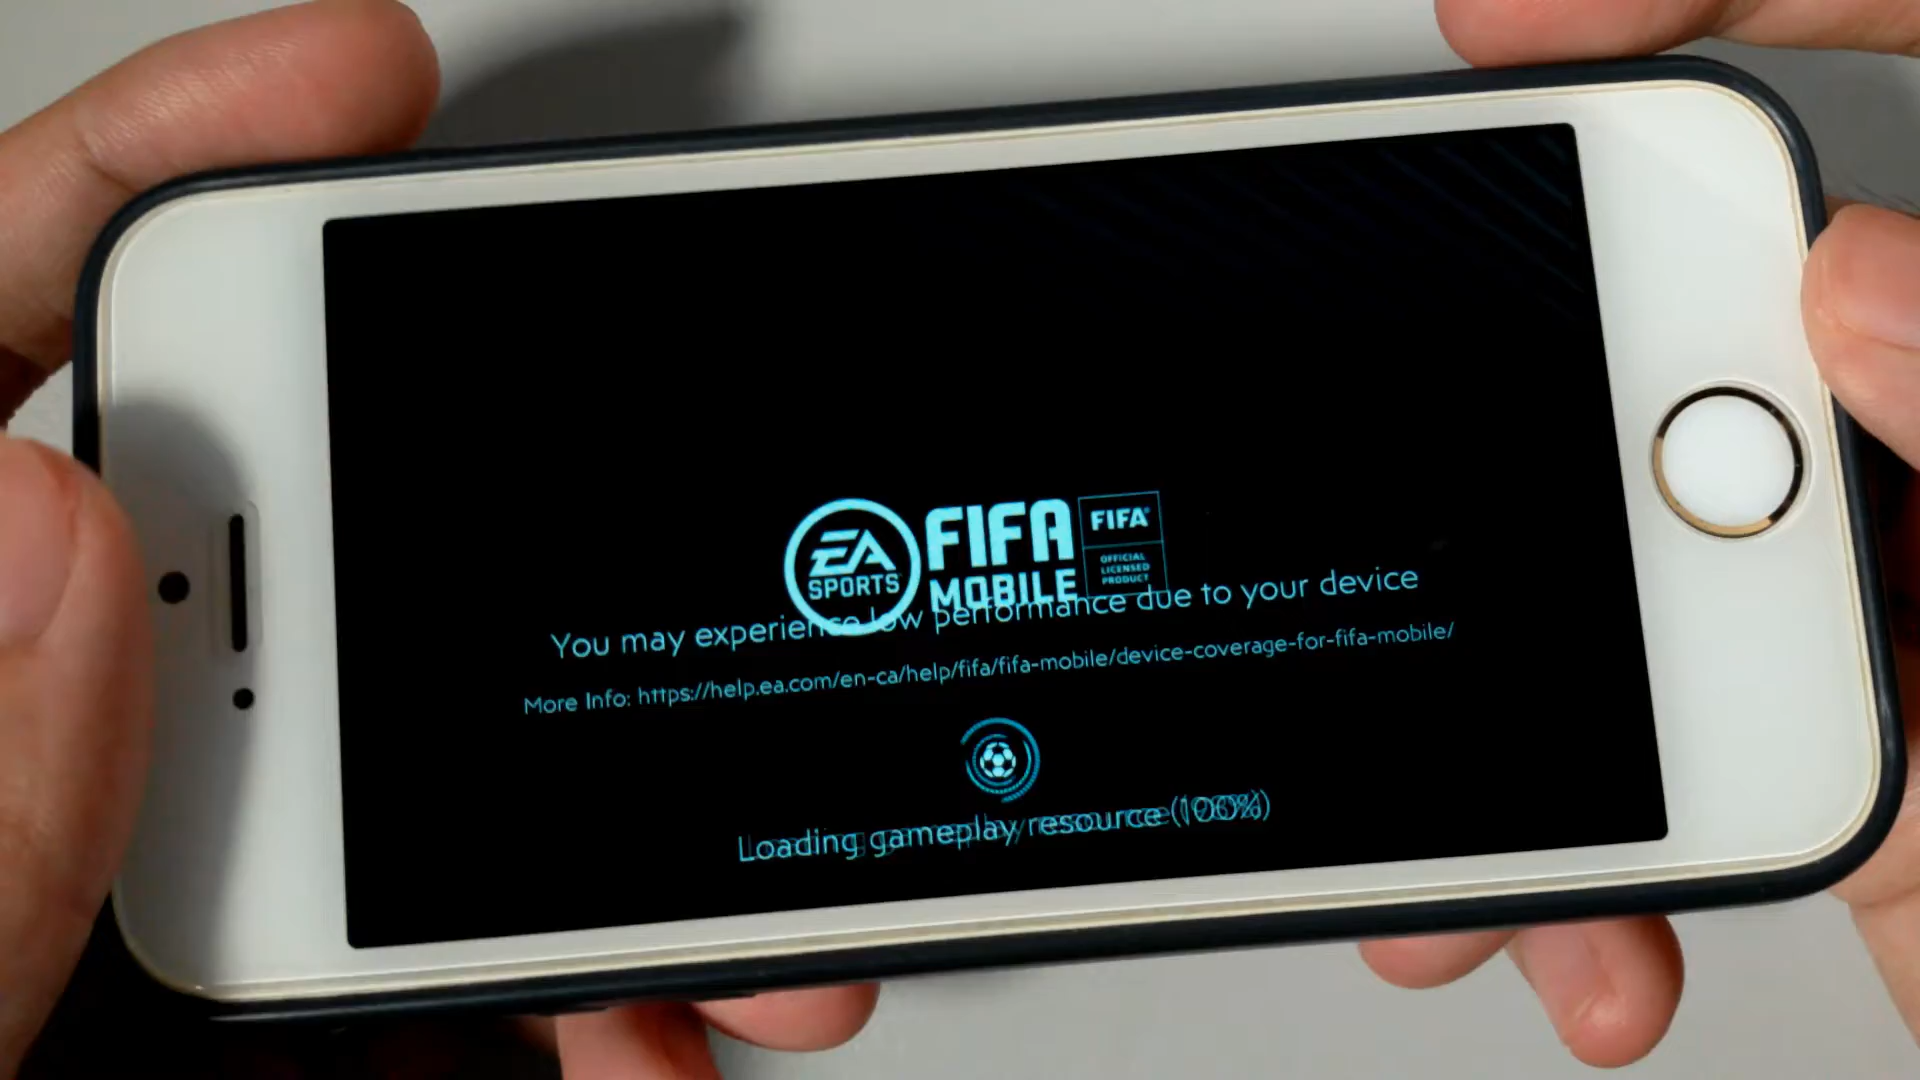 EA
SPORTS
FIFA
MOBILE
FIFA
OFFICIAL
LICENSED
PRODUCT
You may experience low performance due to your device
More Info: https://help.ea.com/en-ca/help/fifa/fifa-mobile/device-coverage-for-fifa-mobile/
Loading gameplay resource (100%)